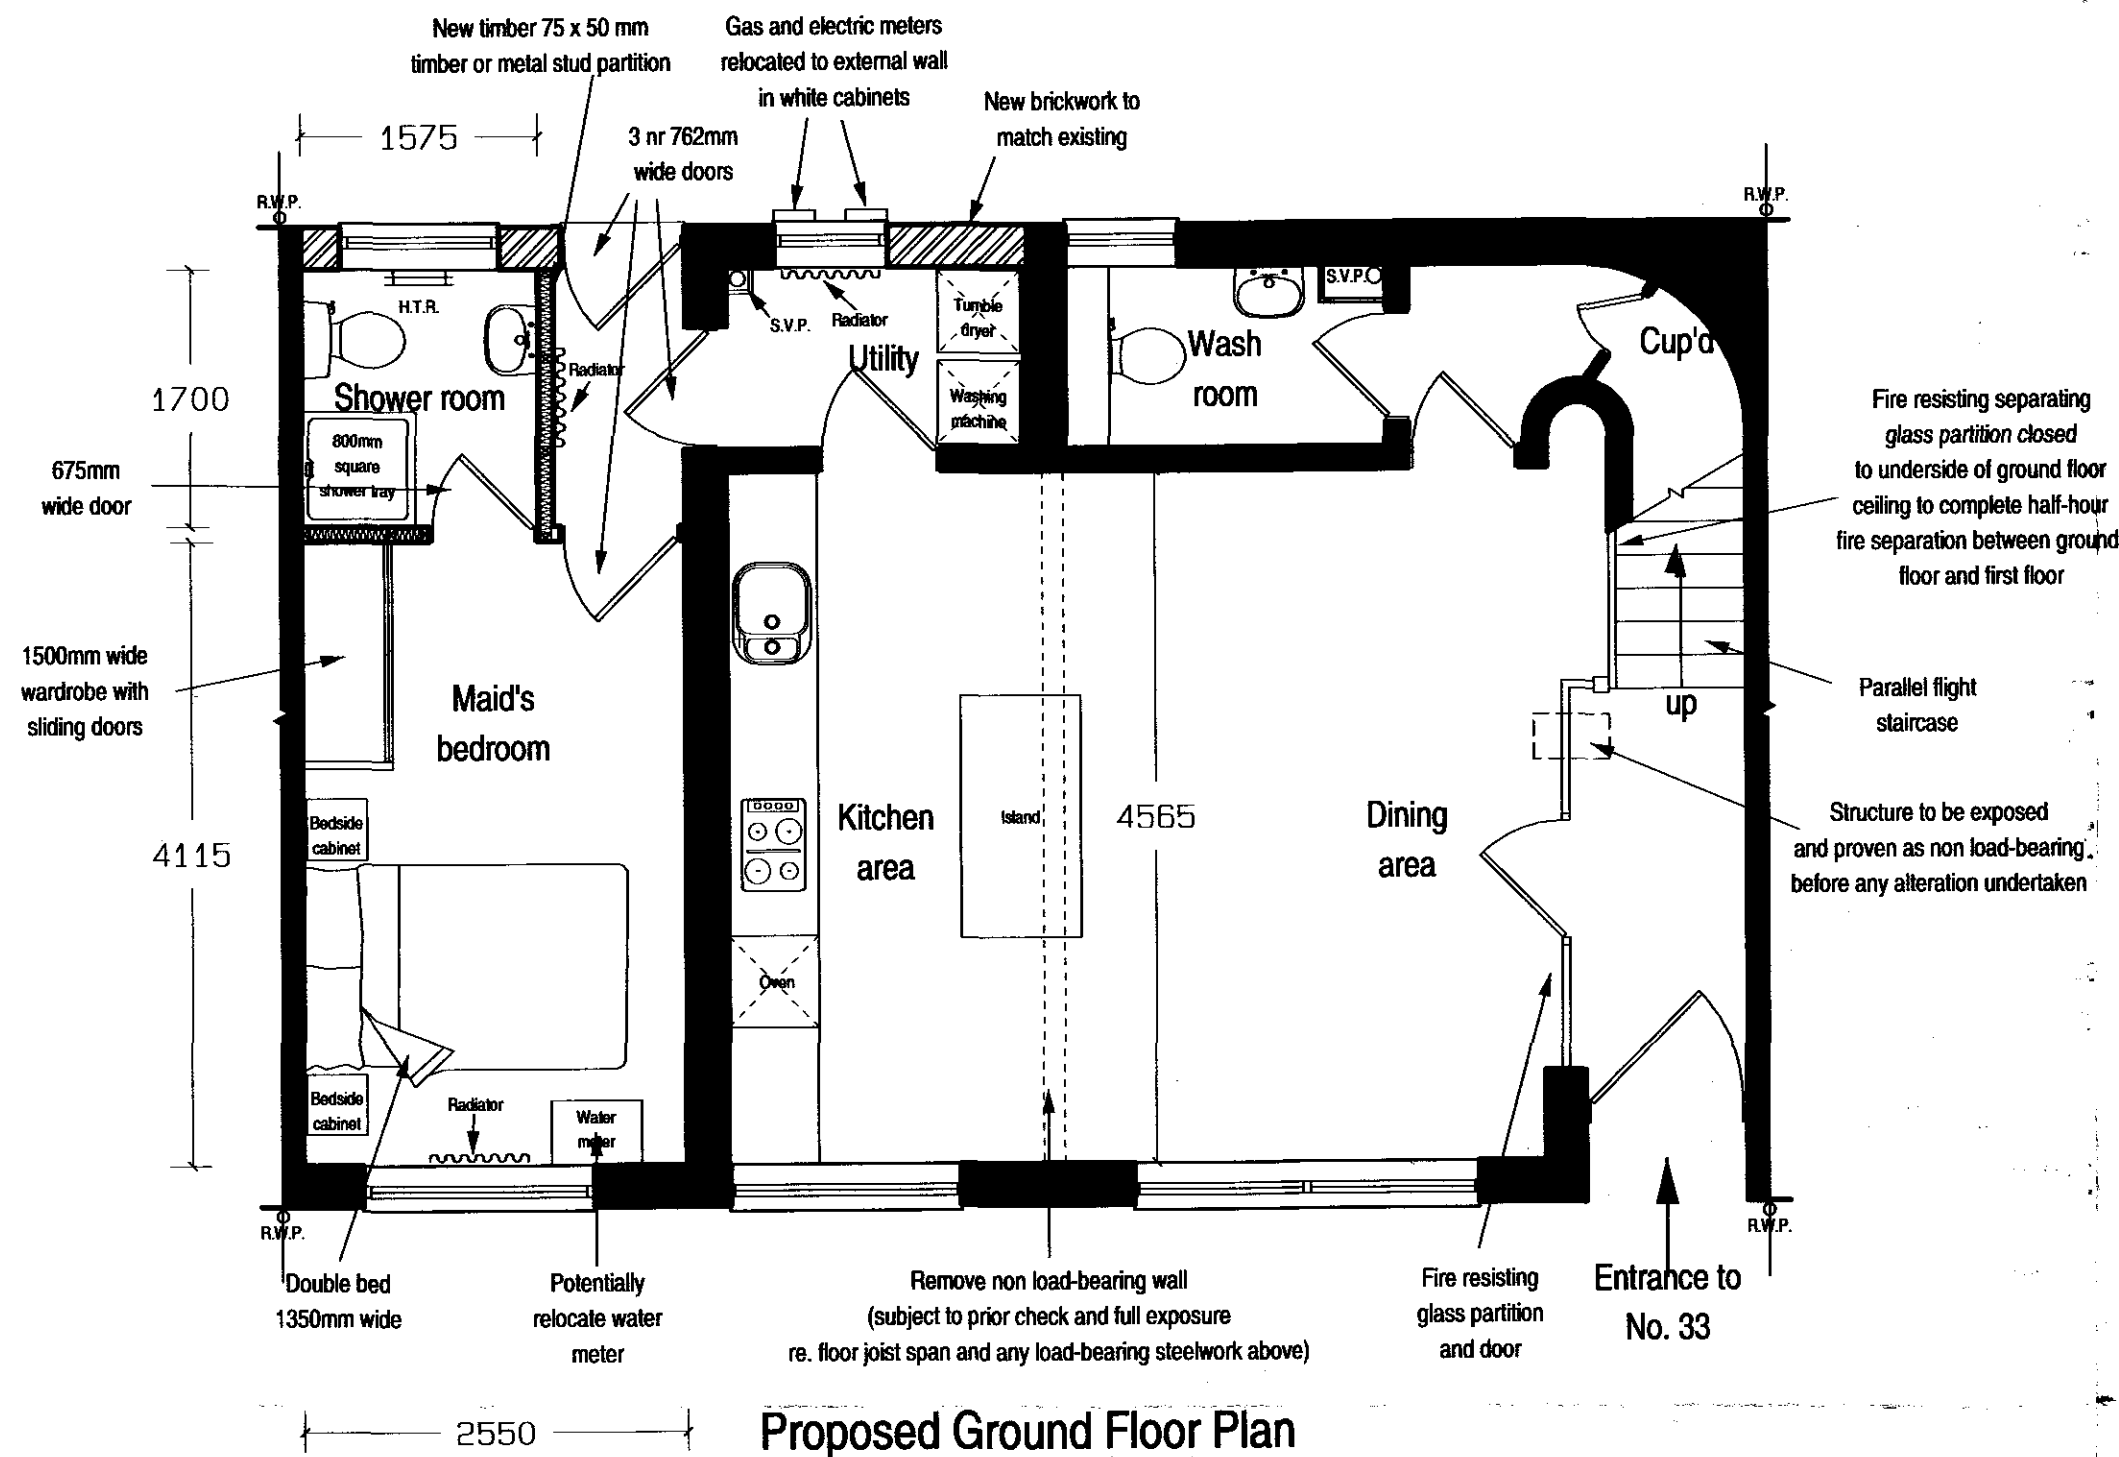 New timber 75 x 50 mm
timber or metal stud partition
Gas and electric meters
relocated to external wall
in white cabinets
New brickwork to
match existing
3 nr 762mm
wide doors
1575
R.W.P.
R.W.P.
H.T.R.
S.V.P.
Radiator
Tumble
dryer
Utility
Washing
machine
Wash
room
S.V.P.
Cup'd
Radiator
Shower room
800mm
square
shower tray
1700
675mm
wide door
Fire resisting separating
glass partition closed
to underside of ground floor
ceiling to complete half-hour
fire separation between ground
floor and first floor
1500mm wide
wardrobe with
sliding doors
Maid's
bedroom
up
Parallel flight
staircase
Structure to be exposed
and proven as non load-bearing
before any alteration undertaken
4115
Bedside
cabinet
Kitchen
area
Island
4565
Dining
area
Oven
Bedside
cabinet
Radiator
Water
meter
R.W.P.
R.W.P.
Double bed
1350mm wide
Potentially
relocate water
meter
Remove non load-bearing wall
(subject to prior check and full exposure
re. floor joist span and any load-bearing steelwork above)
Fire resisting
glass partition
and door
Entrance to
No. 33
2550
Proposed Ground Floor Plan